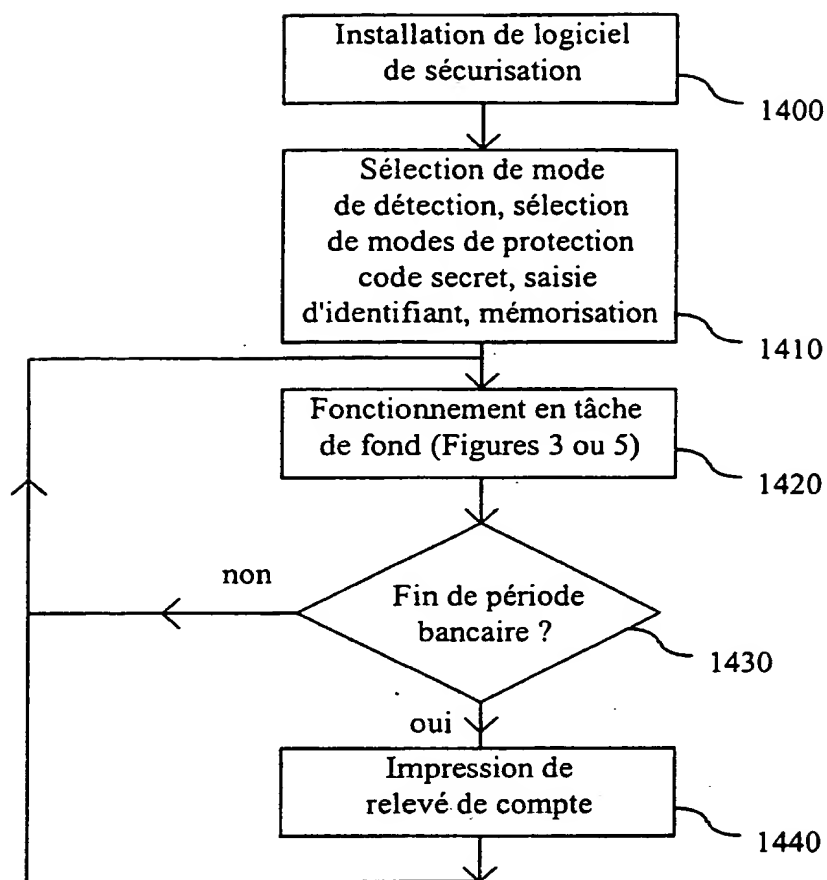 Installation de logiciel
de sécurisation
1400
Sélection de mode
de détection, sélection
de modes de protection
code secret, saisie
d'identifiant, mémorisation
1410
Fonctionnement en tâche
de fond (Figures 3 ou 5)
1420
non
Fin de période
bancaire ?
1430
oui
Impression de
relevé de compte
1440